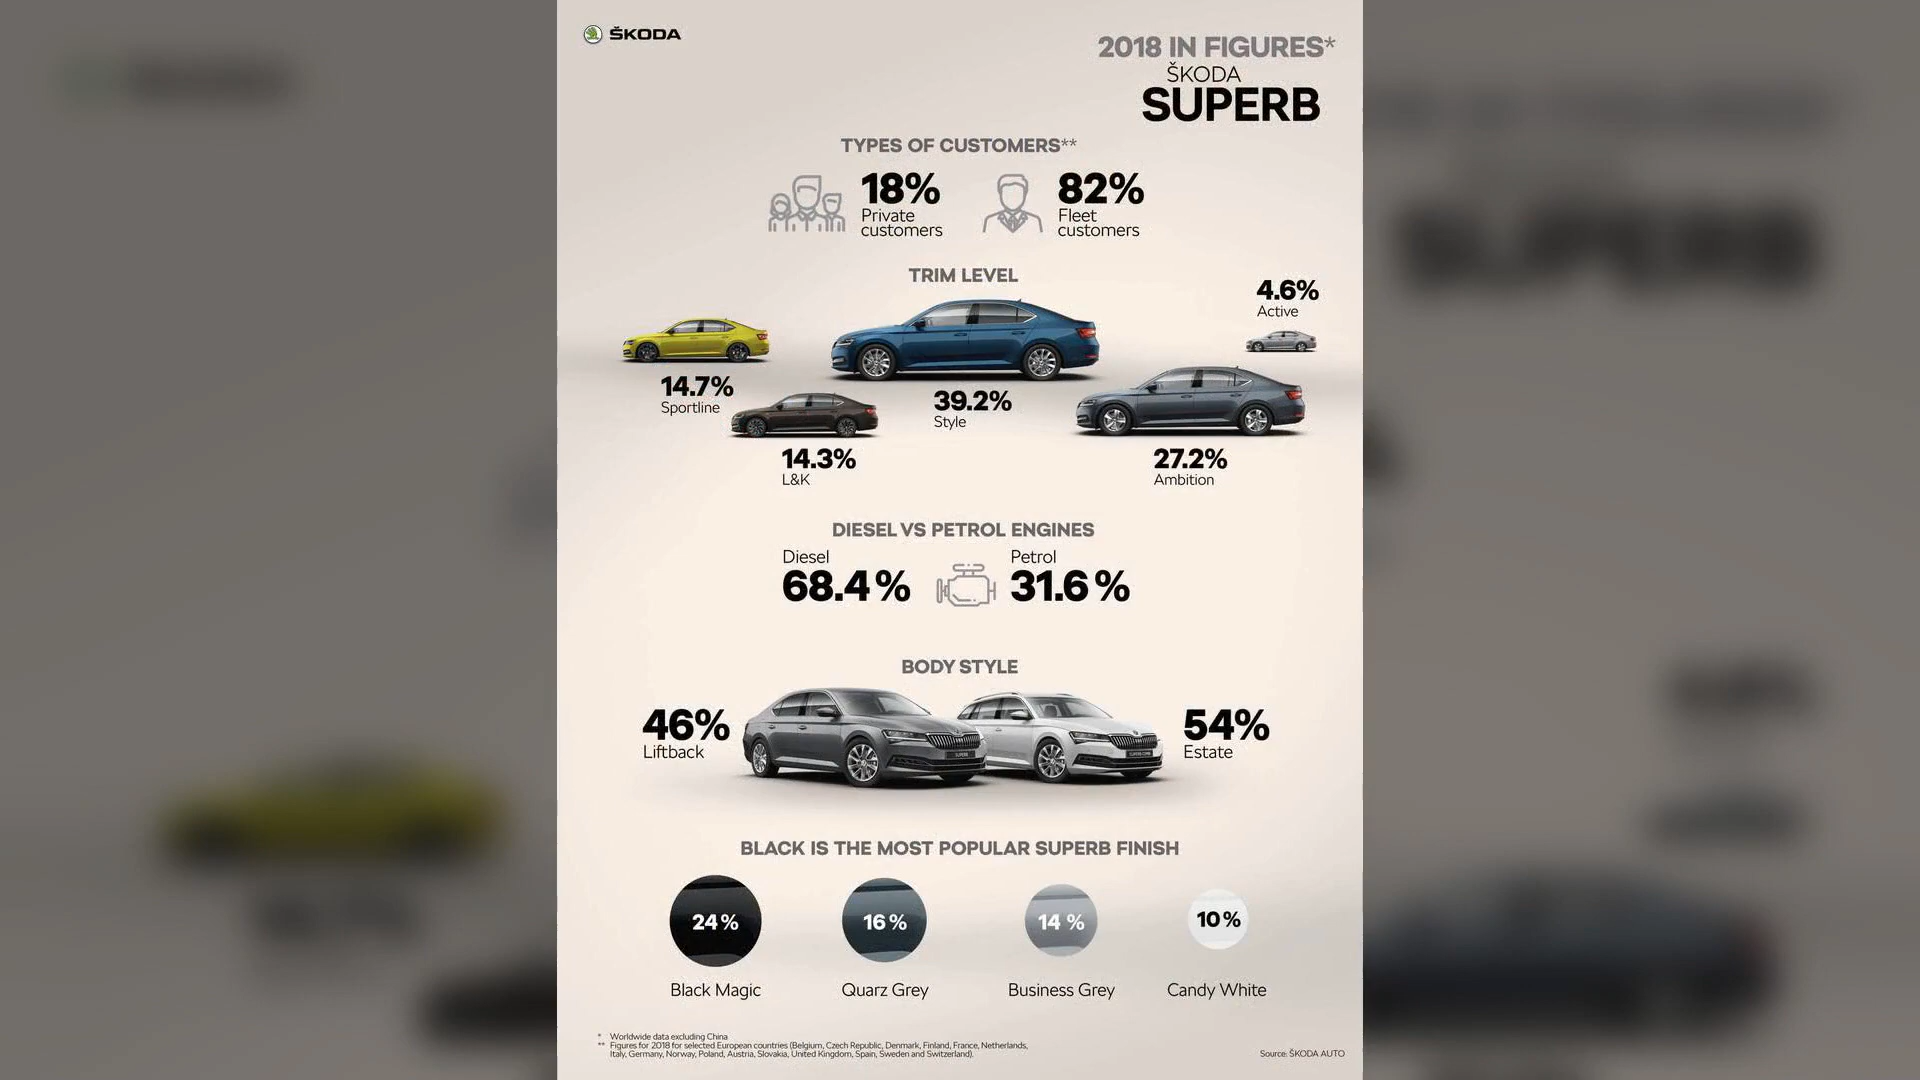 ŠKODA
2018 IN FIGURES*
ŠKODA
SUPERB
TYPES OF CUSTOMERS**
18%
Private
customers
82%
Fleet
customers
TRIM LEVEL
4.6%
Active
14.7%
Sportline
39.2%
Style
14.3%
L&K
27.2%
Ambition
DIESEL VS PETROL ENGINES
Diesel
68.4%
Petrol
31.6%
BODY STYLE
46%
Liftback
54%
Estate
BLACK IS THE MOST POPULAR SUPERB FINISH
24%
16%
14 %
10%
Black Magic
Quarz Grey
Business Grey
Candy White
* Worldwide data excluding China
** Figures for 2018 for selected European countries (Belgium, Czech Republic, Denmark, Finland, France, Netherlands,
Italy, Germany, Norway, Poland, Austria, Slovakia, United Kingdom, Spain, Sweden and Switzerland).
Source: ŠKODA AUTO